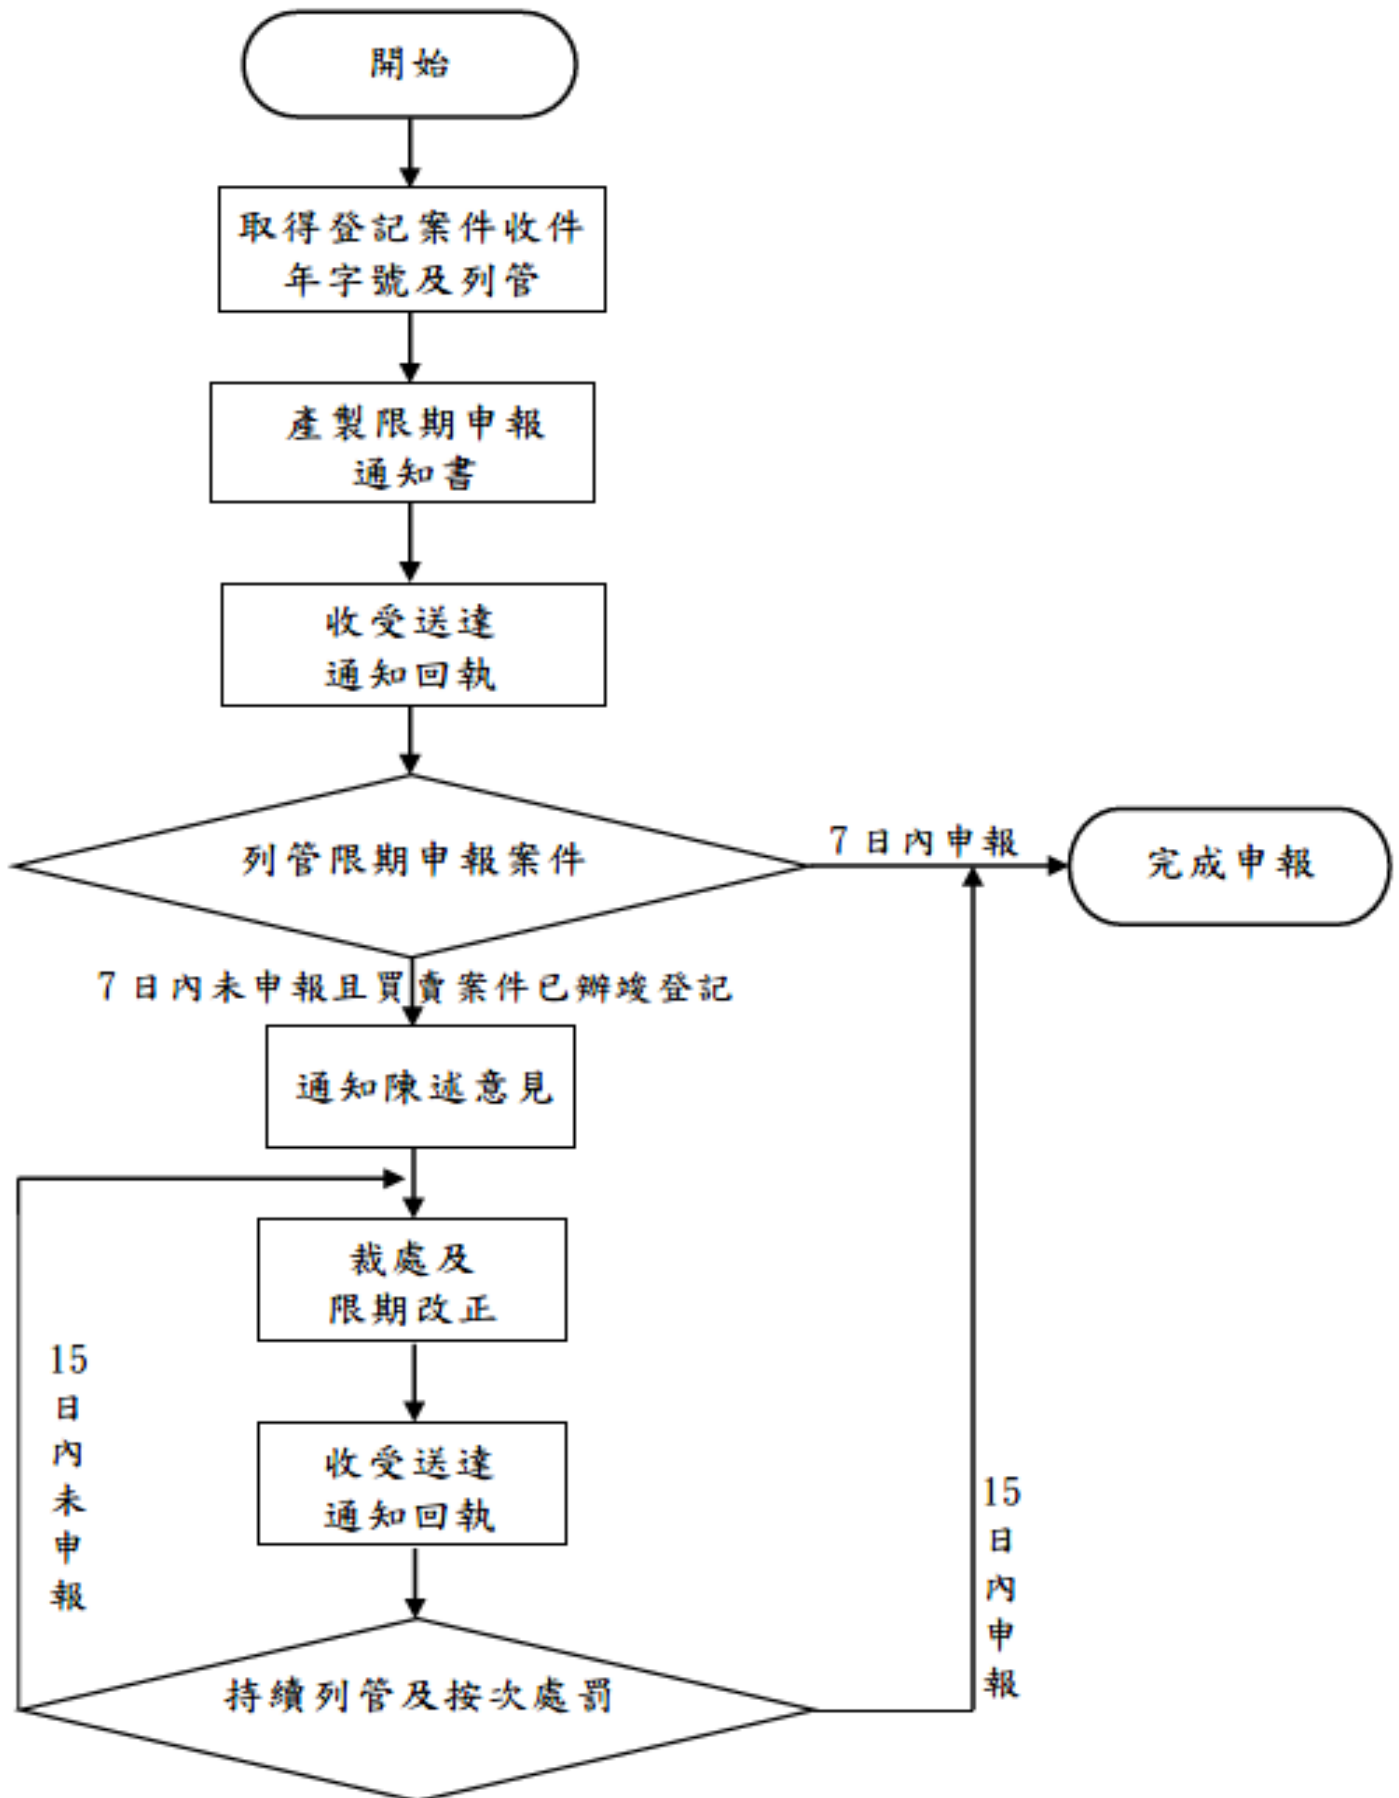 開始
取得登記案件收件
年字號及列管
產製限期申報
通知書
收受送達
通知回執
列管限期申報案件
7日內申報
完成申報
7日內未申報且買賣案件已辦竣登記
通知陳述意見
裁處及
限期改正
15
日
內
未
申
報
收受送達
通知回執
15
日
內
申
報
持續列管及按次處罰